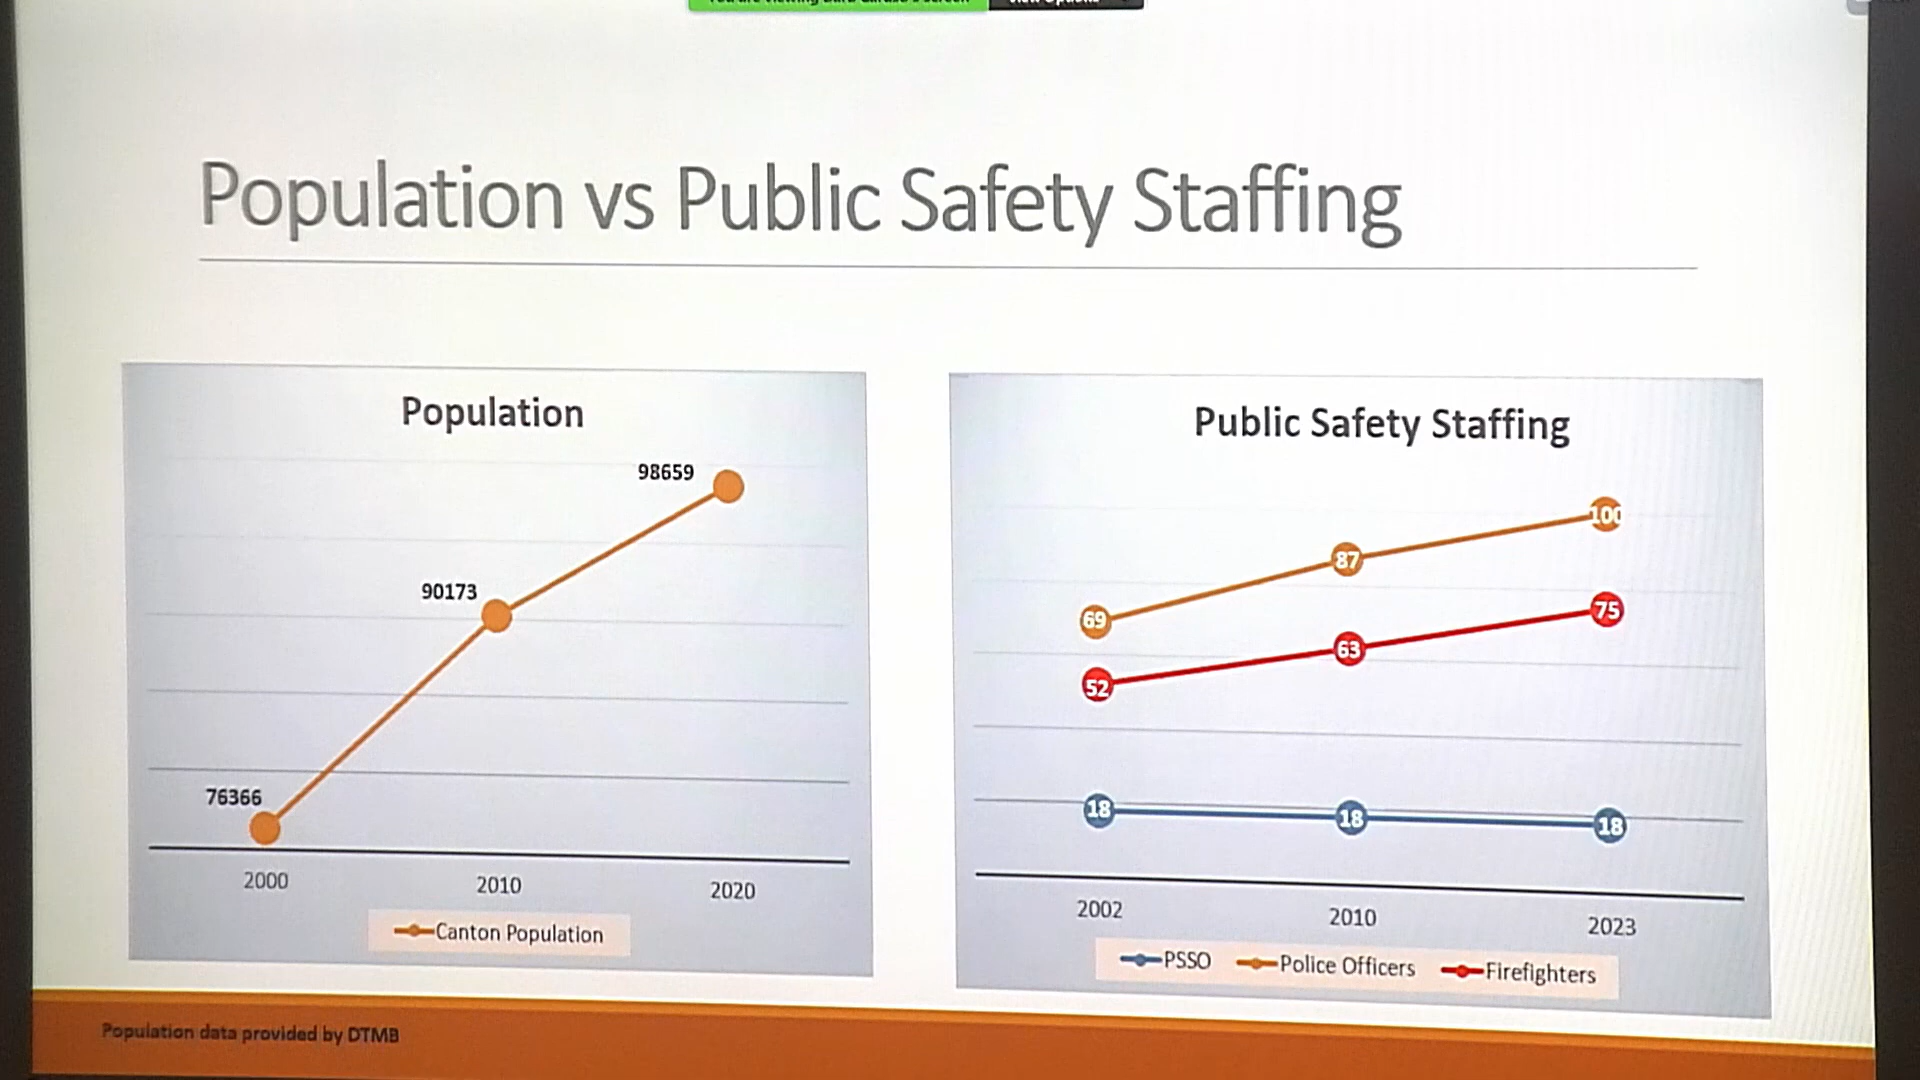 Population vs Public Safety Staffing
Population
98659
90173
76366
2000
2010
2020
Canton Population
Public Safety Staffing
100
87
69
75
63
52
18
18
18
2002
2010
2023
PSSO
Police Officers
Firefighters
Population data provided by DTMB